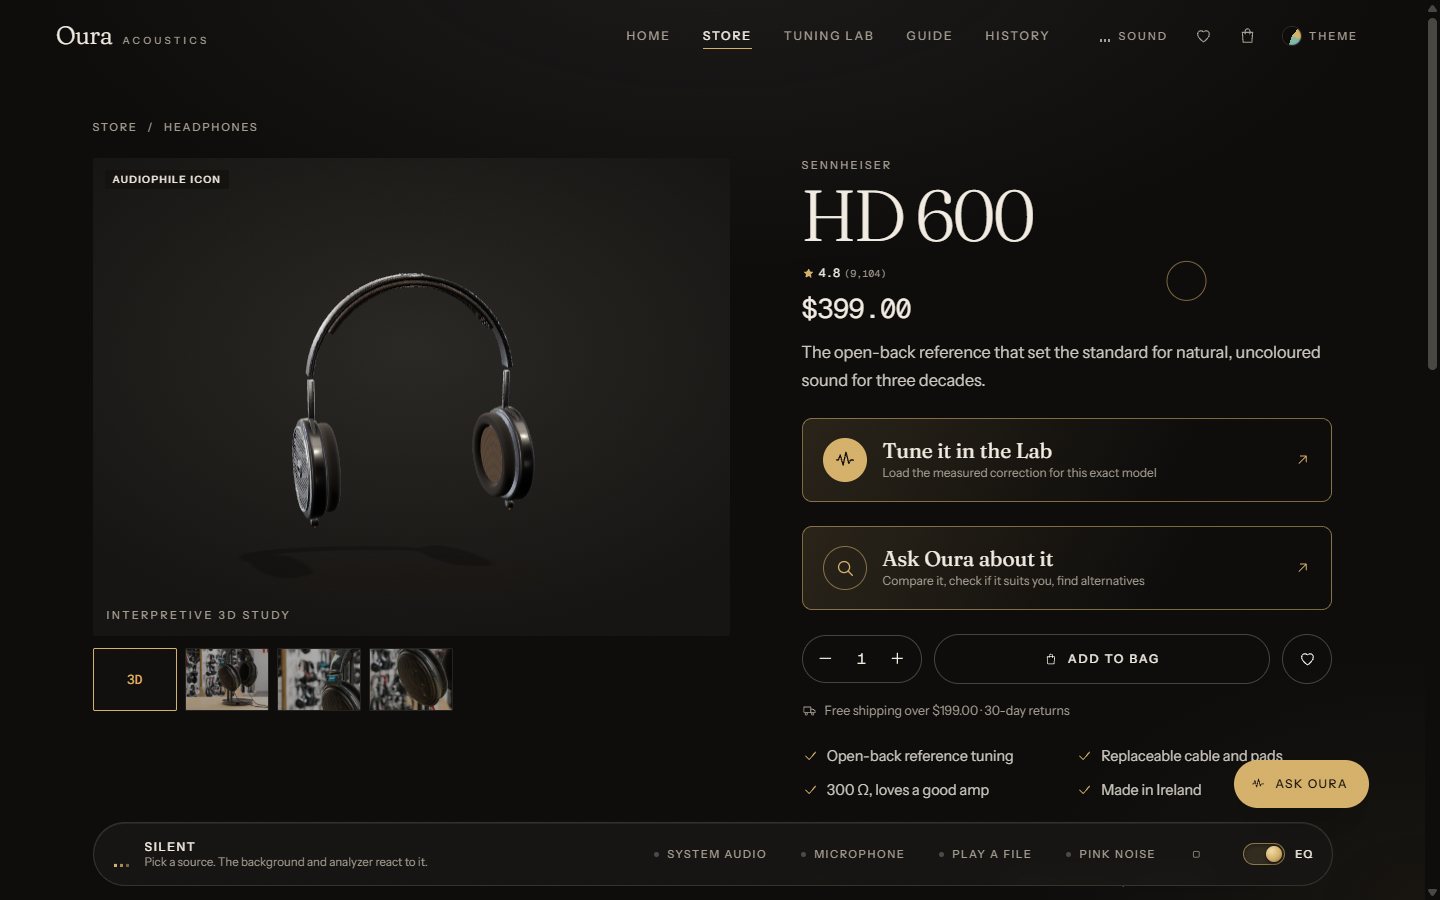 Oura ACOUSTICS
HOME STORE TUNING LAB GUIDE HISTORY SOUND THEME
STORE / HEADPHONES
AUDIOPHILE ICON
INTERPRETIVE 3D STUDY
3D
SENNHEISER
HD 600
4.8 (9,104)
$399.00
The open-back reference that set the standard for natural, uncoloured
sound for three decades.
Tune it in the Lab
Load the measured correction for this exact model
Ask Oura about it
Compare it, check if it suits you, find alternatives
1 ADD TO BAG
Free shipping over $199.00 · 30-day returns
Open-back reference tuning
Replaceable cable and pads
300 Ω, loves a good amp
Made in Ireland
ASK OURA
SILENT
Pick a source. The background and analyzer react to it.
SYSTEM AUDIO MICROPHONE PLAY A FILE PINK NOISE EQ